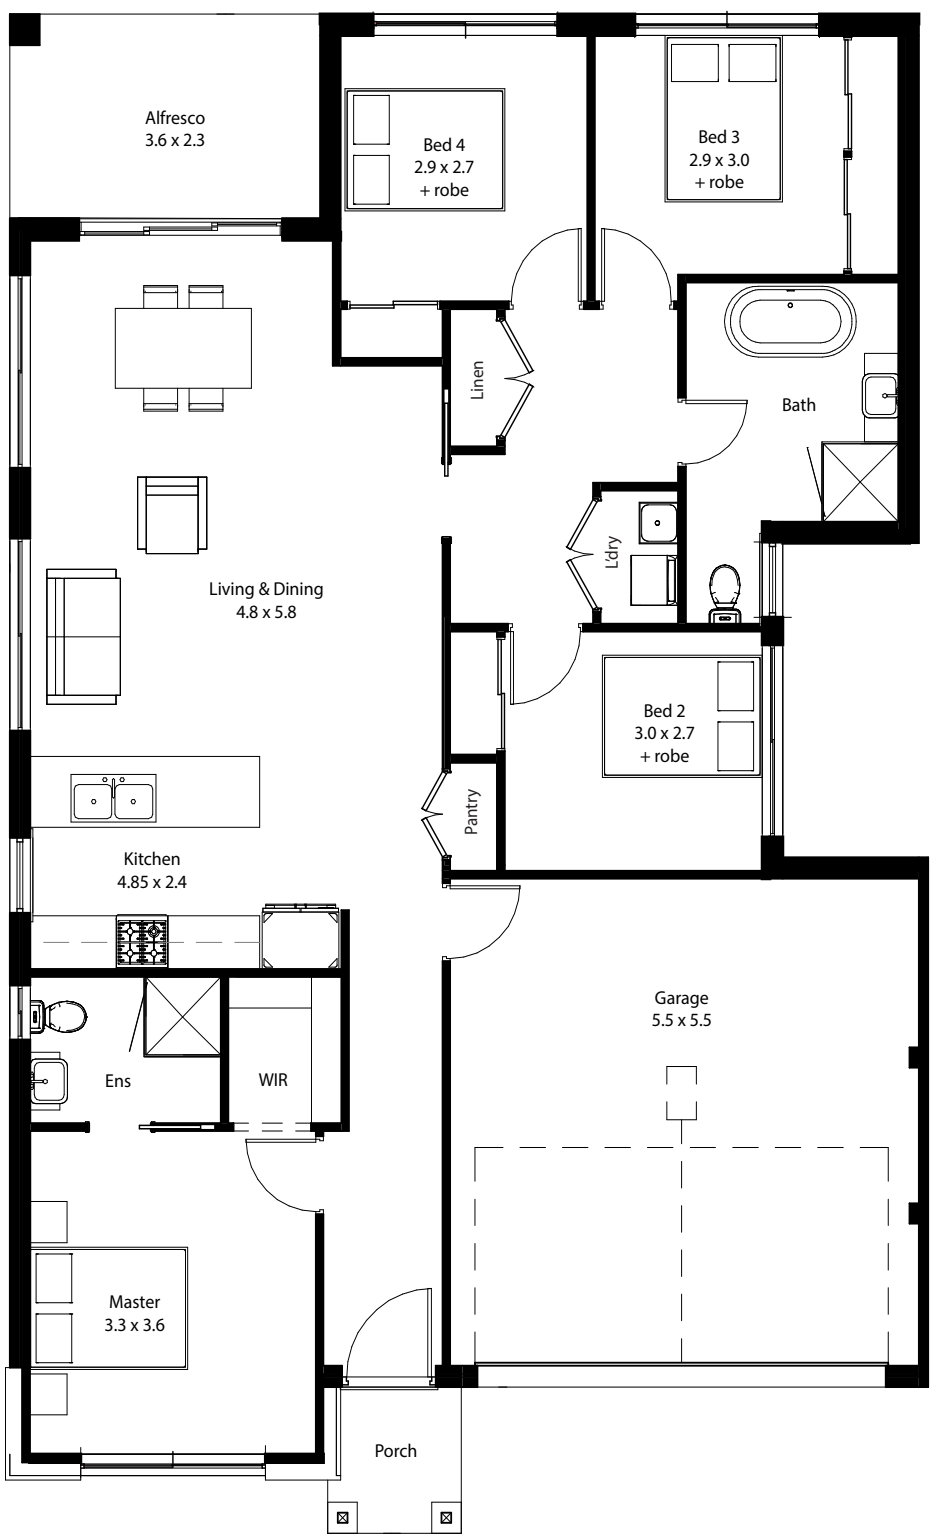 Alfresco
3.6 x 2.3
Bed 4
2.9 x 2.7
+ robe
Bed 3
2.9 x 3.0
+ robe
Linen
Bath
L'dry
Living & Dining
4.8 x 5.8
Bed 2
3.0 x 2.7
+ robe
Pantry
Kitchen
4.85 x 2.4
Garage
5.5 x 5.5
Ens
WIR
Master
3.3 x 3.6
Porch